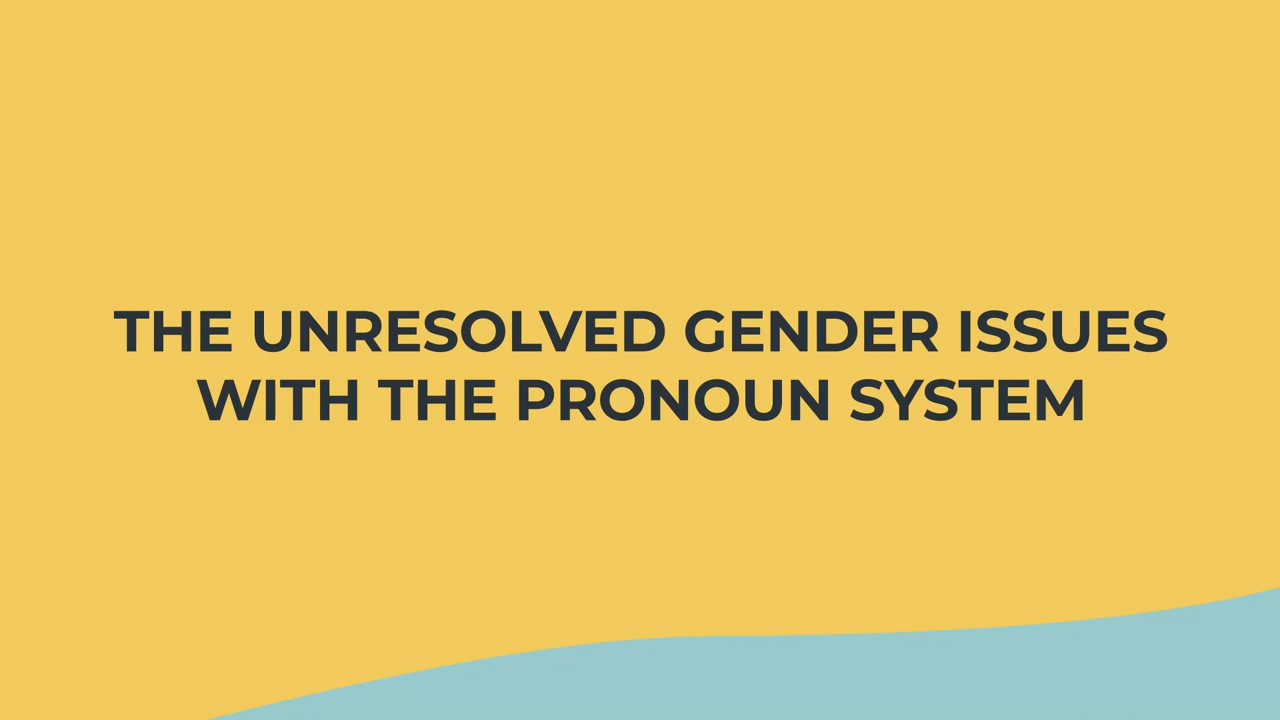 THE UNRESOLVED GENDER ISSUES
WITH THE PRONOUN SYSTEM